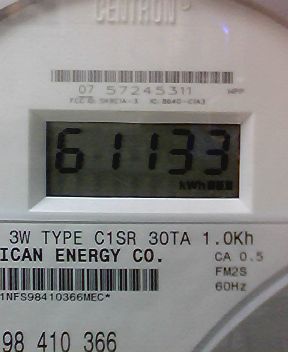 CENTRON®
07 57245311
61133
kWh
3W TYPE C1SR 30TA 1.0Kh
ICAN ENERGY CO.
CA 0.5
FM2S
1NFS98410366MEC*
60Hz
98 410 366